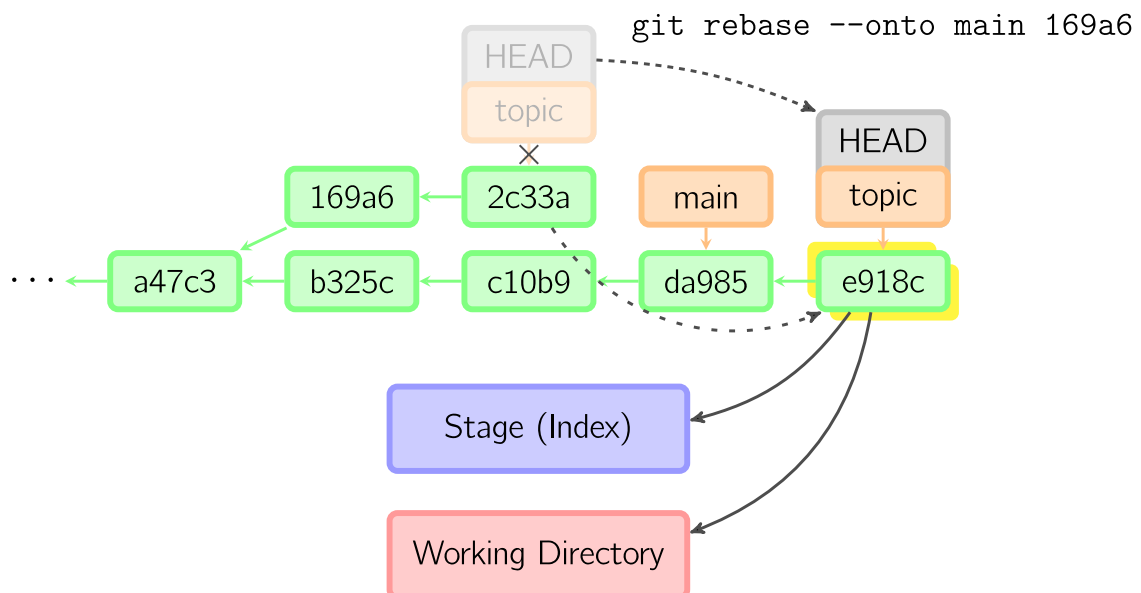 git rebase --onto main 169a6
HEAD
topic
HEAD
169a6
2c33a
main
topic
...
a47c3
b325c
c10b9
da985
e918c
Stage (Index)
Working Directory